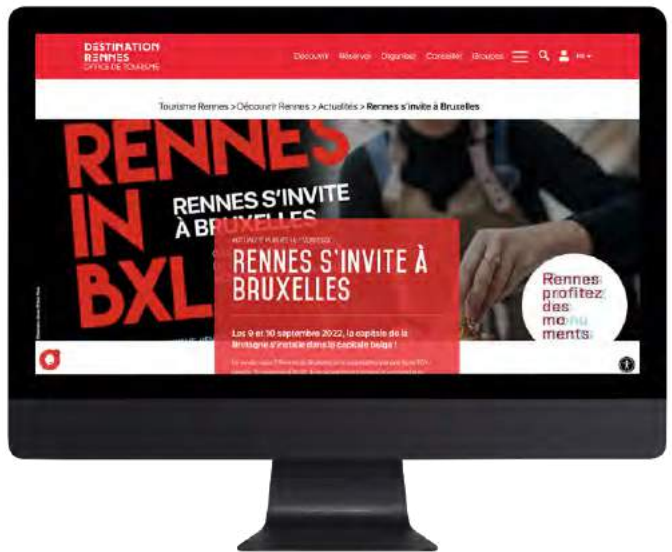 DESTINATION
RENNES
OFFICE DE TOURISME
Découvrir Réserver Organiser Conseiller Groupes
Tourisme Rennes > Découvrir Rennes > Actualités > Rennes s'invite à Bruxelles
RENNES
IN
BXL
RENNES S'INVITE
À BRUXELLES
RENNES S'INVITE À
BRUXELLES
Les 9 et 10 septembre 2022, la capitale de la
Bretagne s'installe dans la capitale belge !
Rennes
profitez
des
monu
ments